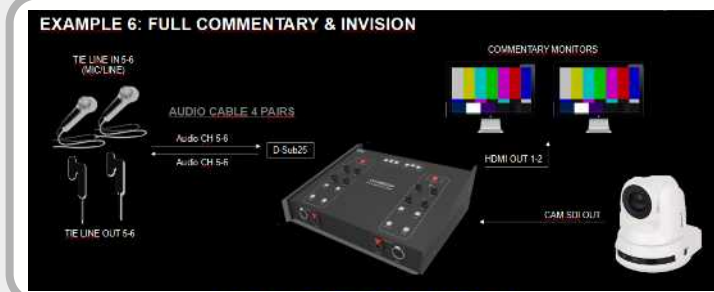 EXAMPLE 6: FULL COMMENTARY & INVISION
TIE LINE IN 5-6
(MIC/LINE)
COMMENTARY MONITORS
AUDIO CABLE 4 PAIRS
Audio CH 5-6
Audio CH 5-6
D-Sub25
HDMI OUT 1-2
CAM SDI OUT
TIE LINE OUT 5-6